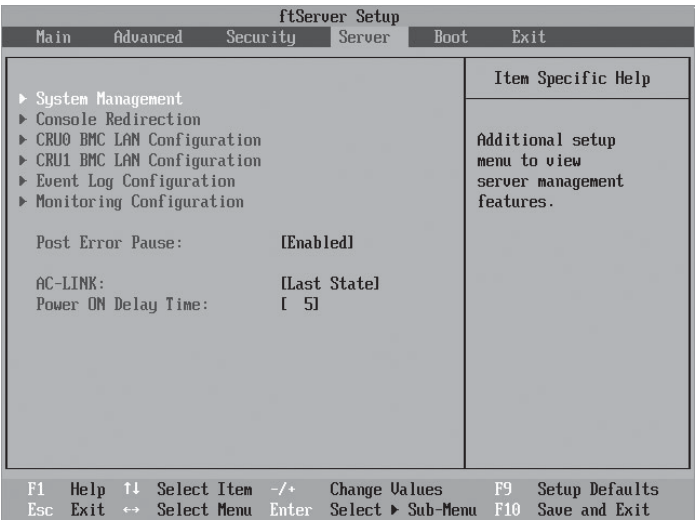 ftServer Setup
Main Advanced Security Server Boot Exit
▶ System Management
▶ Console Redirection
▶ CRU0 BMC LAN Configuration
▶ CRU1 BMC LAN Configuration
▶ Event Log Configuration
▶ Monitoring Configuration
Post Error Pause: [Enabled]
AC-LINK: [Last State]
Power ON Delay Time: [ 5]
Item Specific Help
Additional setup
menu to view
server management
features.
F1 Help ↑↓ Select Item -/+ Change Values F9 Setup Defaults
Esc Exit ↔ Select Menu Enter Select ▶ Sub-Menu F10 Save and Exit